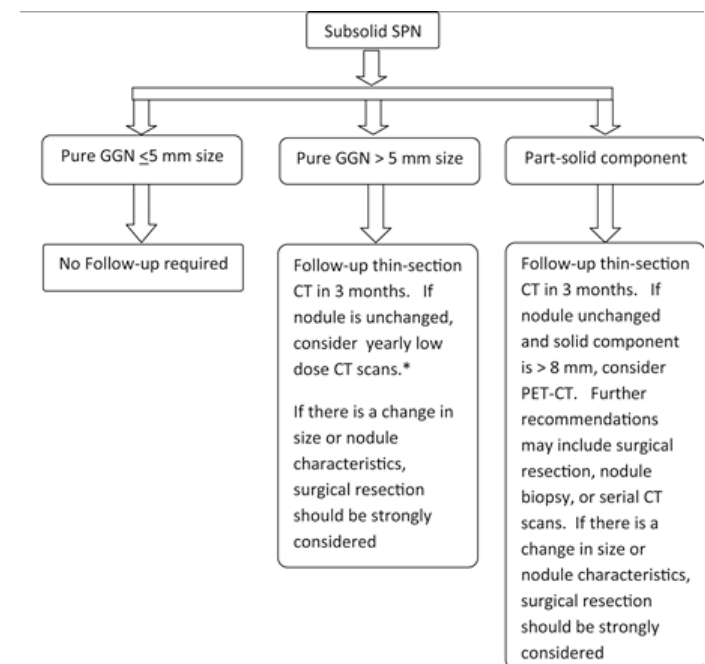 Subsolid SPN
Pure GGN ≤5 mm size
Pure GGN > 5 mm size
Part-solid component
No Follow-up required
Follow-up thin-section
CT in 3 months. If
nodule is unchanged,
consider yearly low
dose CT scans.*
If there is a change in
size or nodule
characteristics,
surgical resection
should be strongly
considered
Follow-up thin-section
CT in 3 months. If
nodule unchanged
and solid component
is > 8 mm, consider
PET-CT. Further
recommendations
may include surgical
resection, nodule
biopsy, or serial CT
scans. If there is a
change in size or
nodule characteristics,
surgical resection
should be strongly
considered